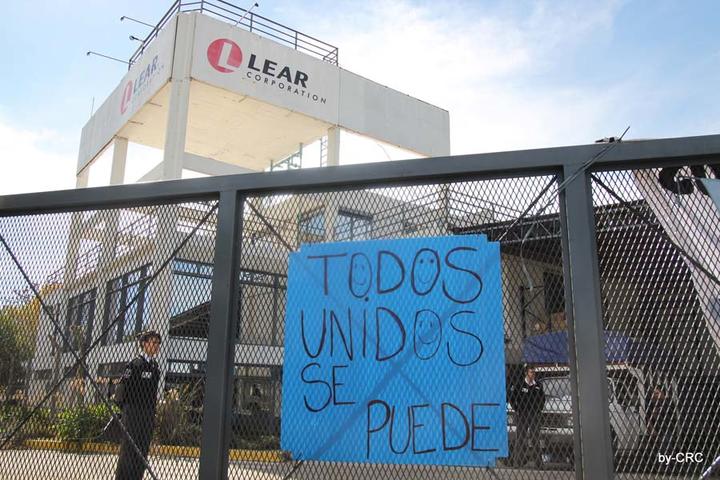 LEAR
CORPORATION
LEAR
TODOS
UNIDOS
SE
PUEDE
by-CRC